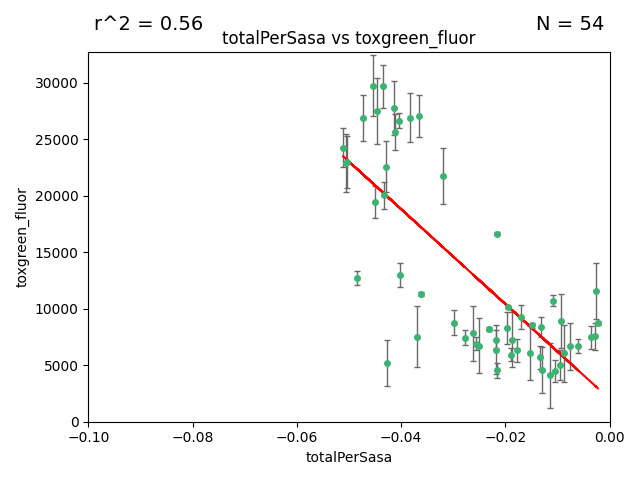 r^2 = 0.56
N = 54
totalPerSasa vs toxgreen_fluor
30000
25000
20000
15000
10000
5000
0
toxgreen_fluor
−0.10
−0.08
−0.06
−0.04
−0.02
0.00
totalPerSasa